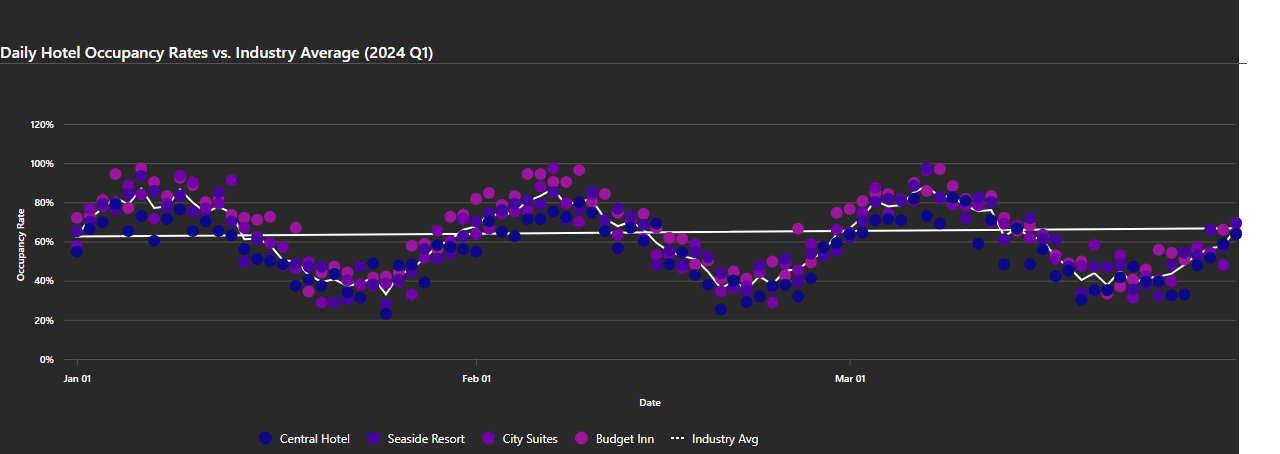 Daily Hotel Occupancy Rates vs. Industry Average (2024 Q1)
120%
100%
80%
60%
40%
20%
0%
Occupancy Rate
Jan 01
Feb 01
Mar 01
Date
Central Hotel
Seaside Resort
City Suites
Budget Inn
Industry Avg